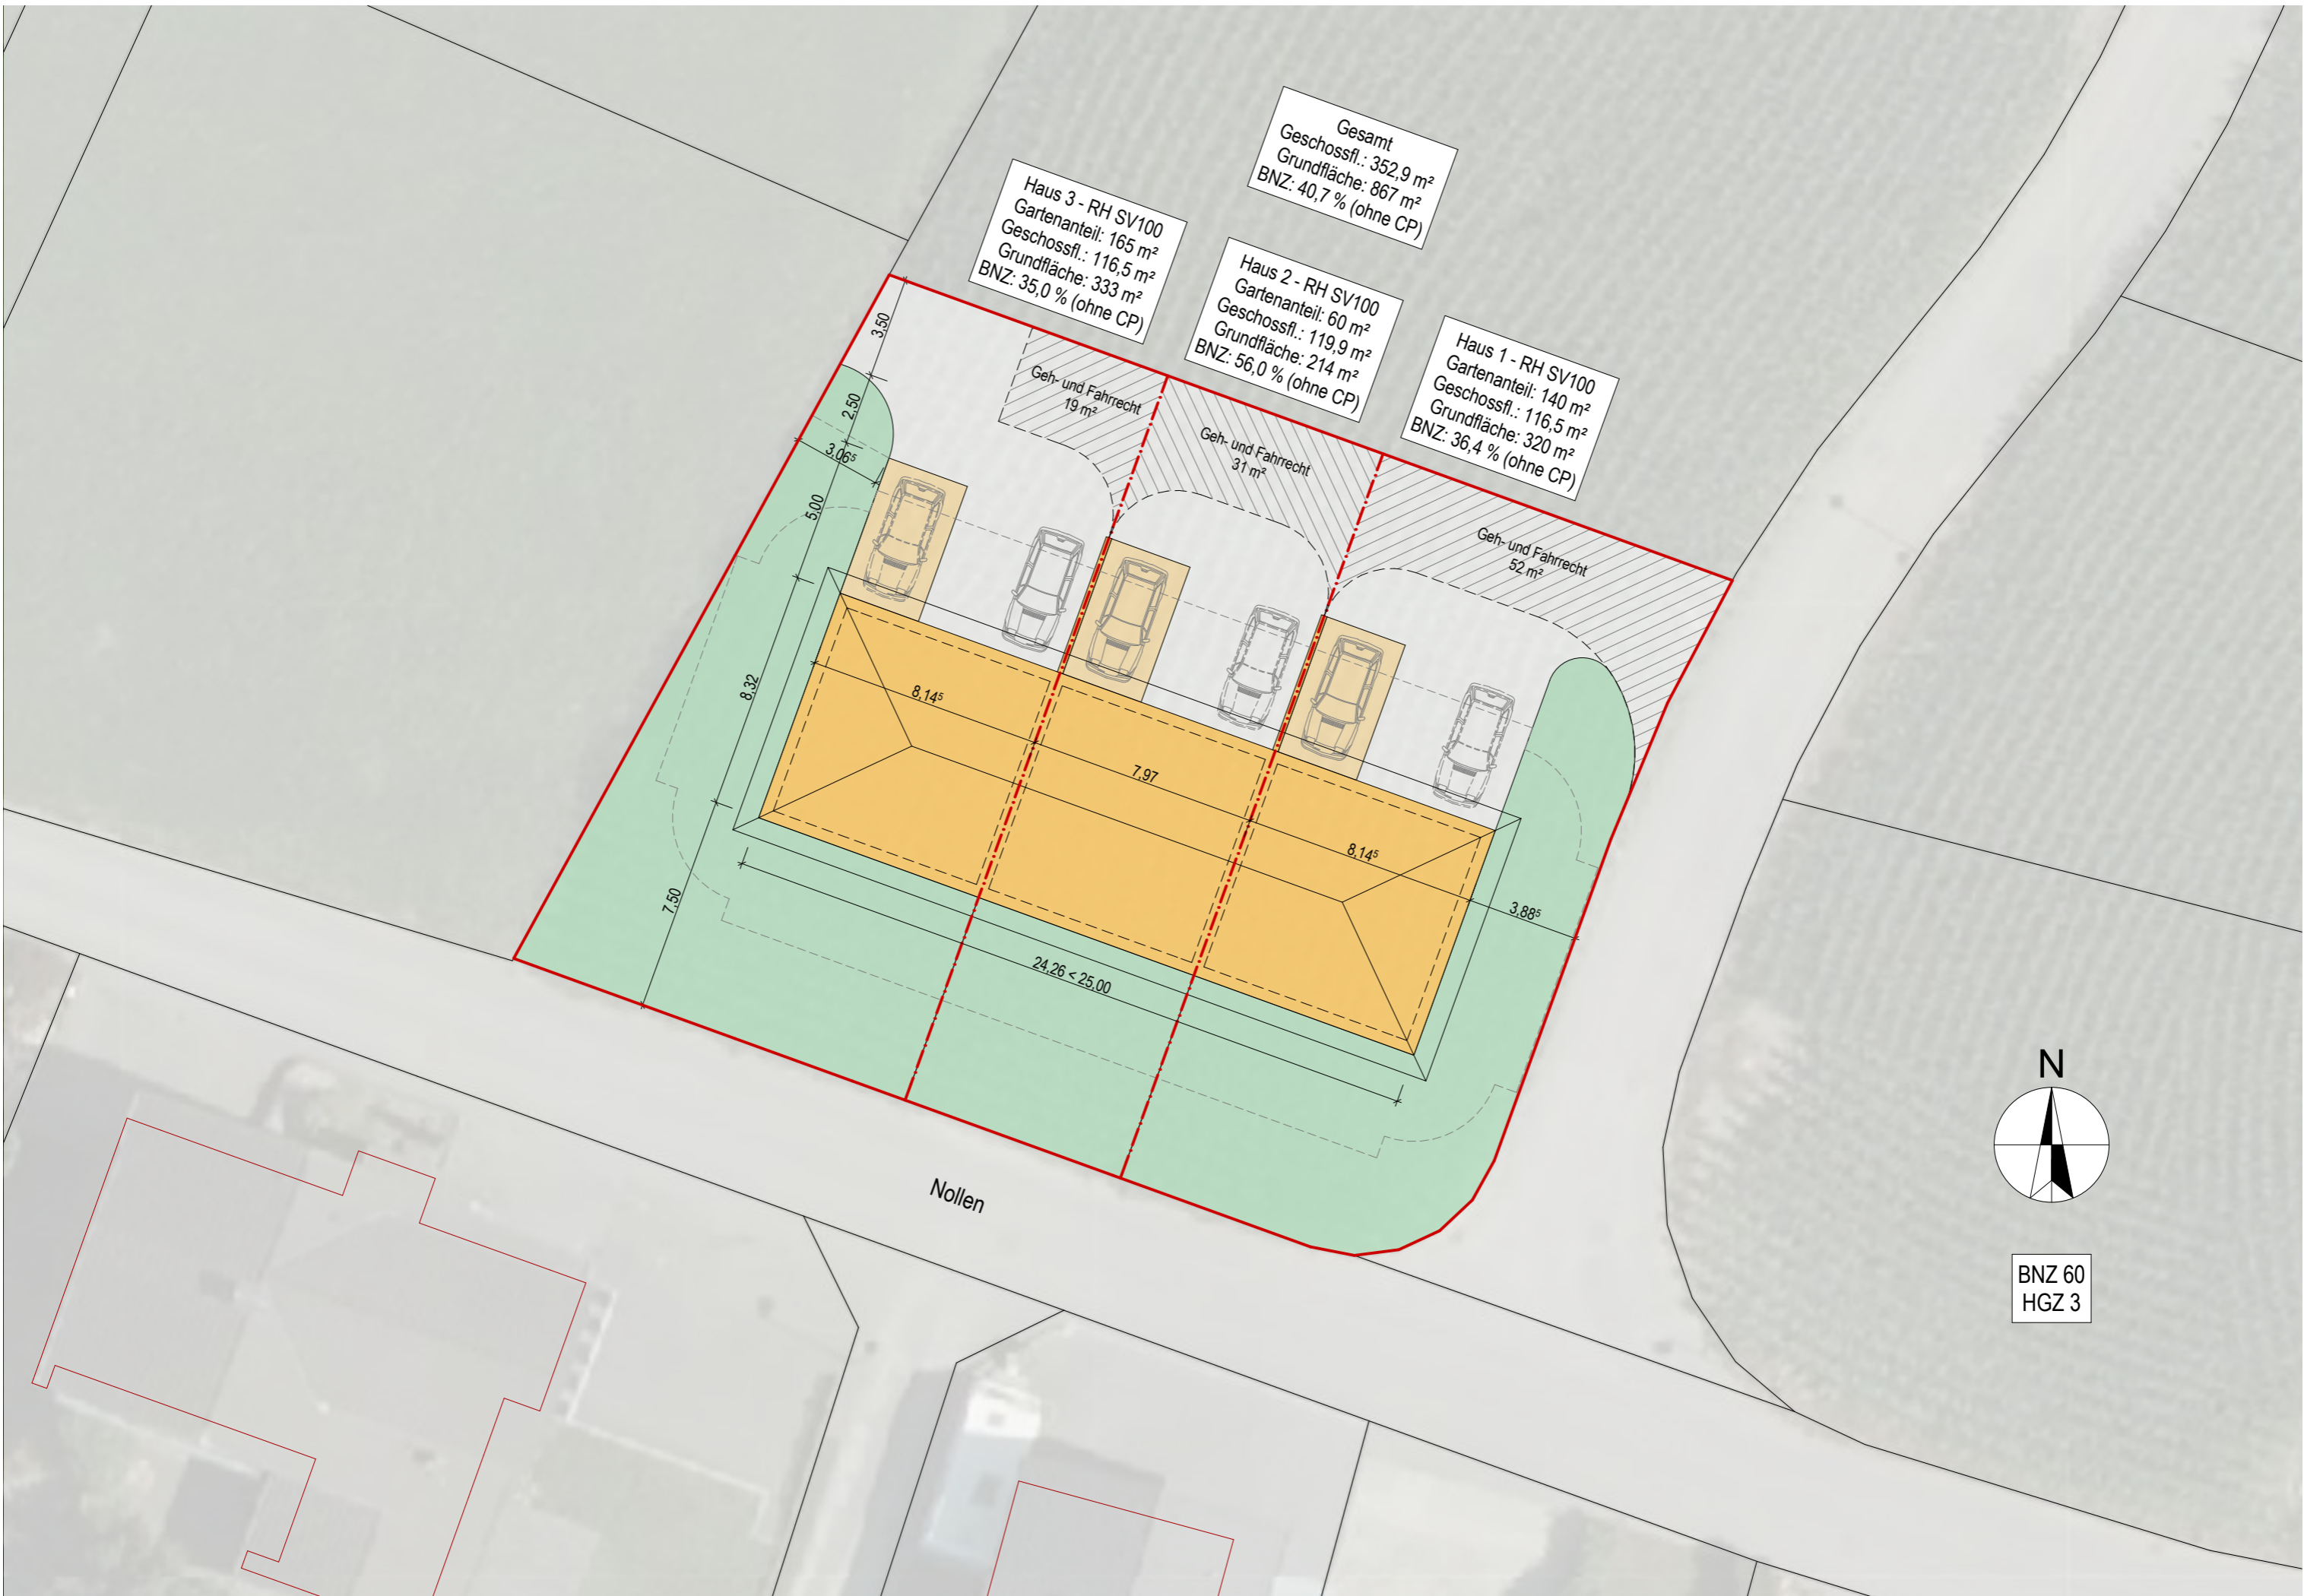 Gesamt
Geschossfl.: 352,9 m²
Grundfläche: 867 m²
BNZ: 40,7 % (ohne CP)
Haus 3 - RH SV100
Gartenanteil: 165 m²
Geschossfl.: 116,5 m²
Grundfläche: 333 m²
BNZ: 35,0 % (ohne CP)
Haus 2 - RH SV100
Gartenanteil: 60 m²
Geschossfl.: 119,9 m²
Grundfläche: 214 m²
BNZ: 56,0 % (ohne CP)
Haus 1 - RH SV100
Gartenanteil: 140 m²
Geschossfl.: 116,5 m²
Grundfläche: 320 m²
BNZ: 36,4 % (ohne CP)
3,50
2,50
3,06⁵
5,00
8,32
7,50
Geh- und Fahrrecht
19 m²
Geh- und Fahrrecht
31 m²
Geh- und Fahrrecht
52 m²
8,14⁵
7,97
8,14⁵
3,88⁵
24,26 < 25,00
Nollen
N
BNZ 60
HGZ 3